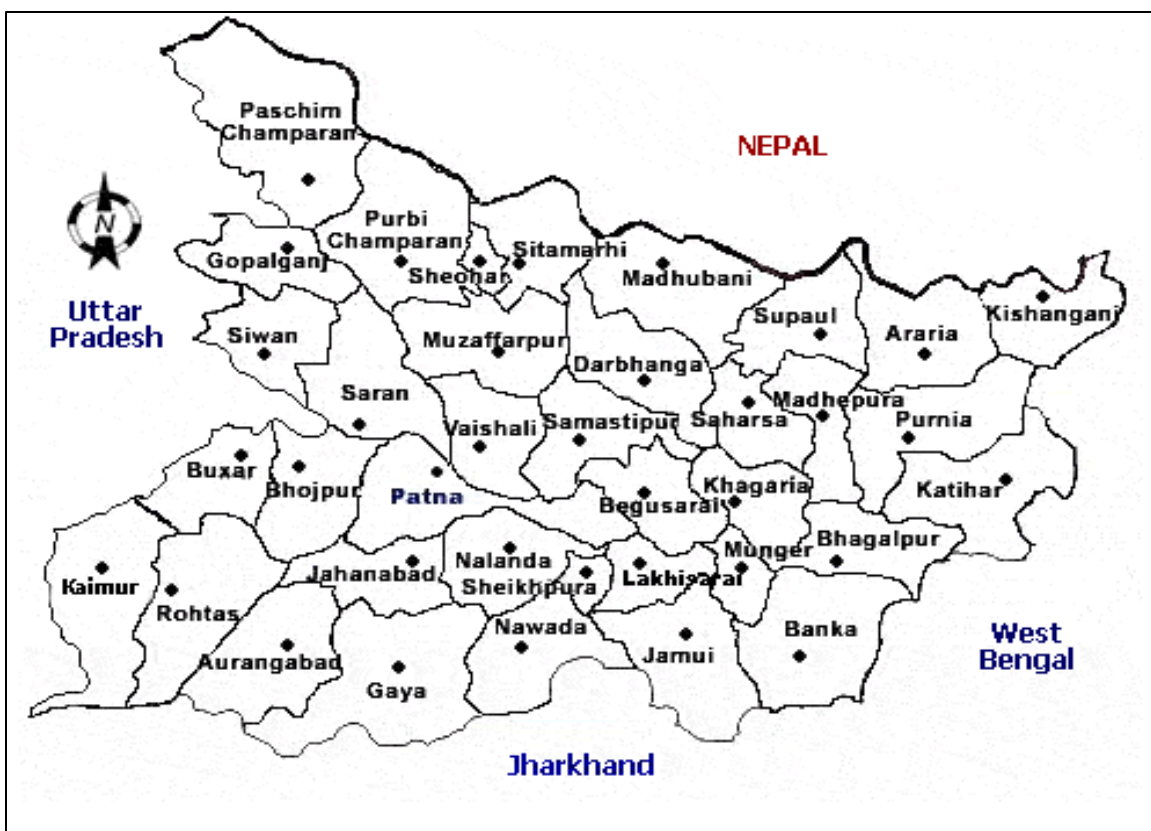 Paschim
Champaran
NEPAL
N
Purbi
Champaran
Sitamarhi
Gopalganj
Sheohar
Madhubani
Uttar
Pradesh
Kishanganj
Supaul
Siwan
Muzaffarpur
Araria
Darbhanga
Saran
Madhepura
Samastipur
Saharsa
Purnia
Vaishali
Buxar
Bhojpur
Patna
Khagaria
Katihar
Begusarai
Bhagalpur
Munger
Nalanda
Jahanabad
Lakhisarai
Kaimur
Sheikhpura
Rohtas
Nawada
Banka
West
Bengal
Aurangabad
Jamui
Gaya
Jharkhand